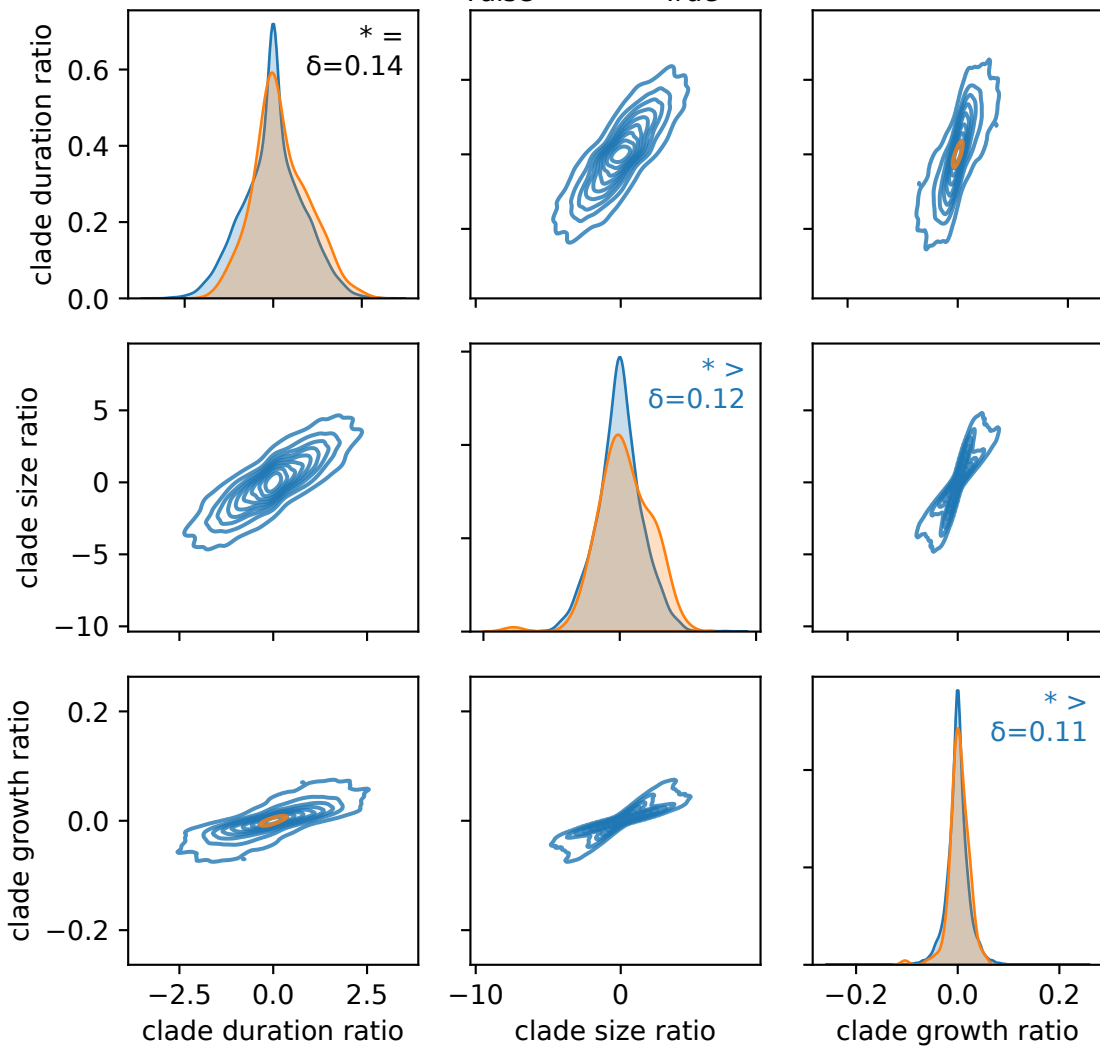 clade duration ratio
0.6
0.4
0.2
0.0
* =
δ=0.14
clade size ratio
5
0
−5
−10
* >
δ=0.12
clade growth ratio
0.2
0.0
−0.2
* >
δ=0.11
−2.5 0.0 2.5
−10 0
−0.2 0.0 0.2
clade duration ratio
clade size ratio
clade growth ratio